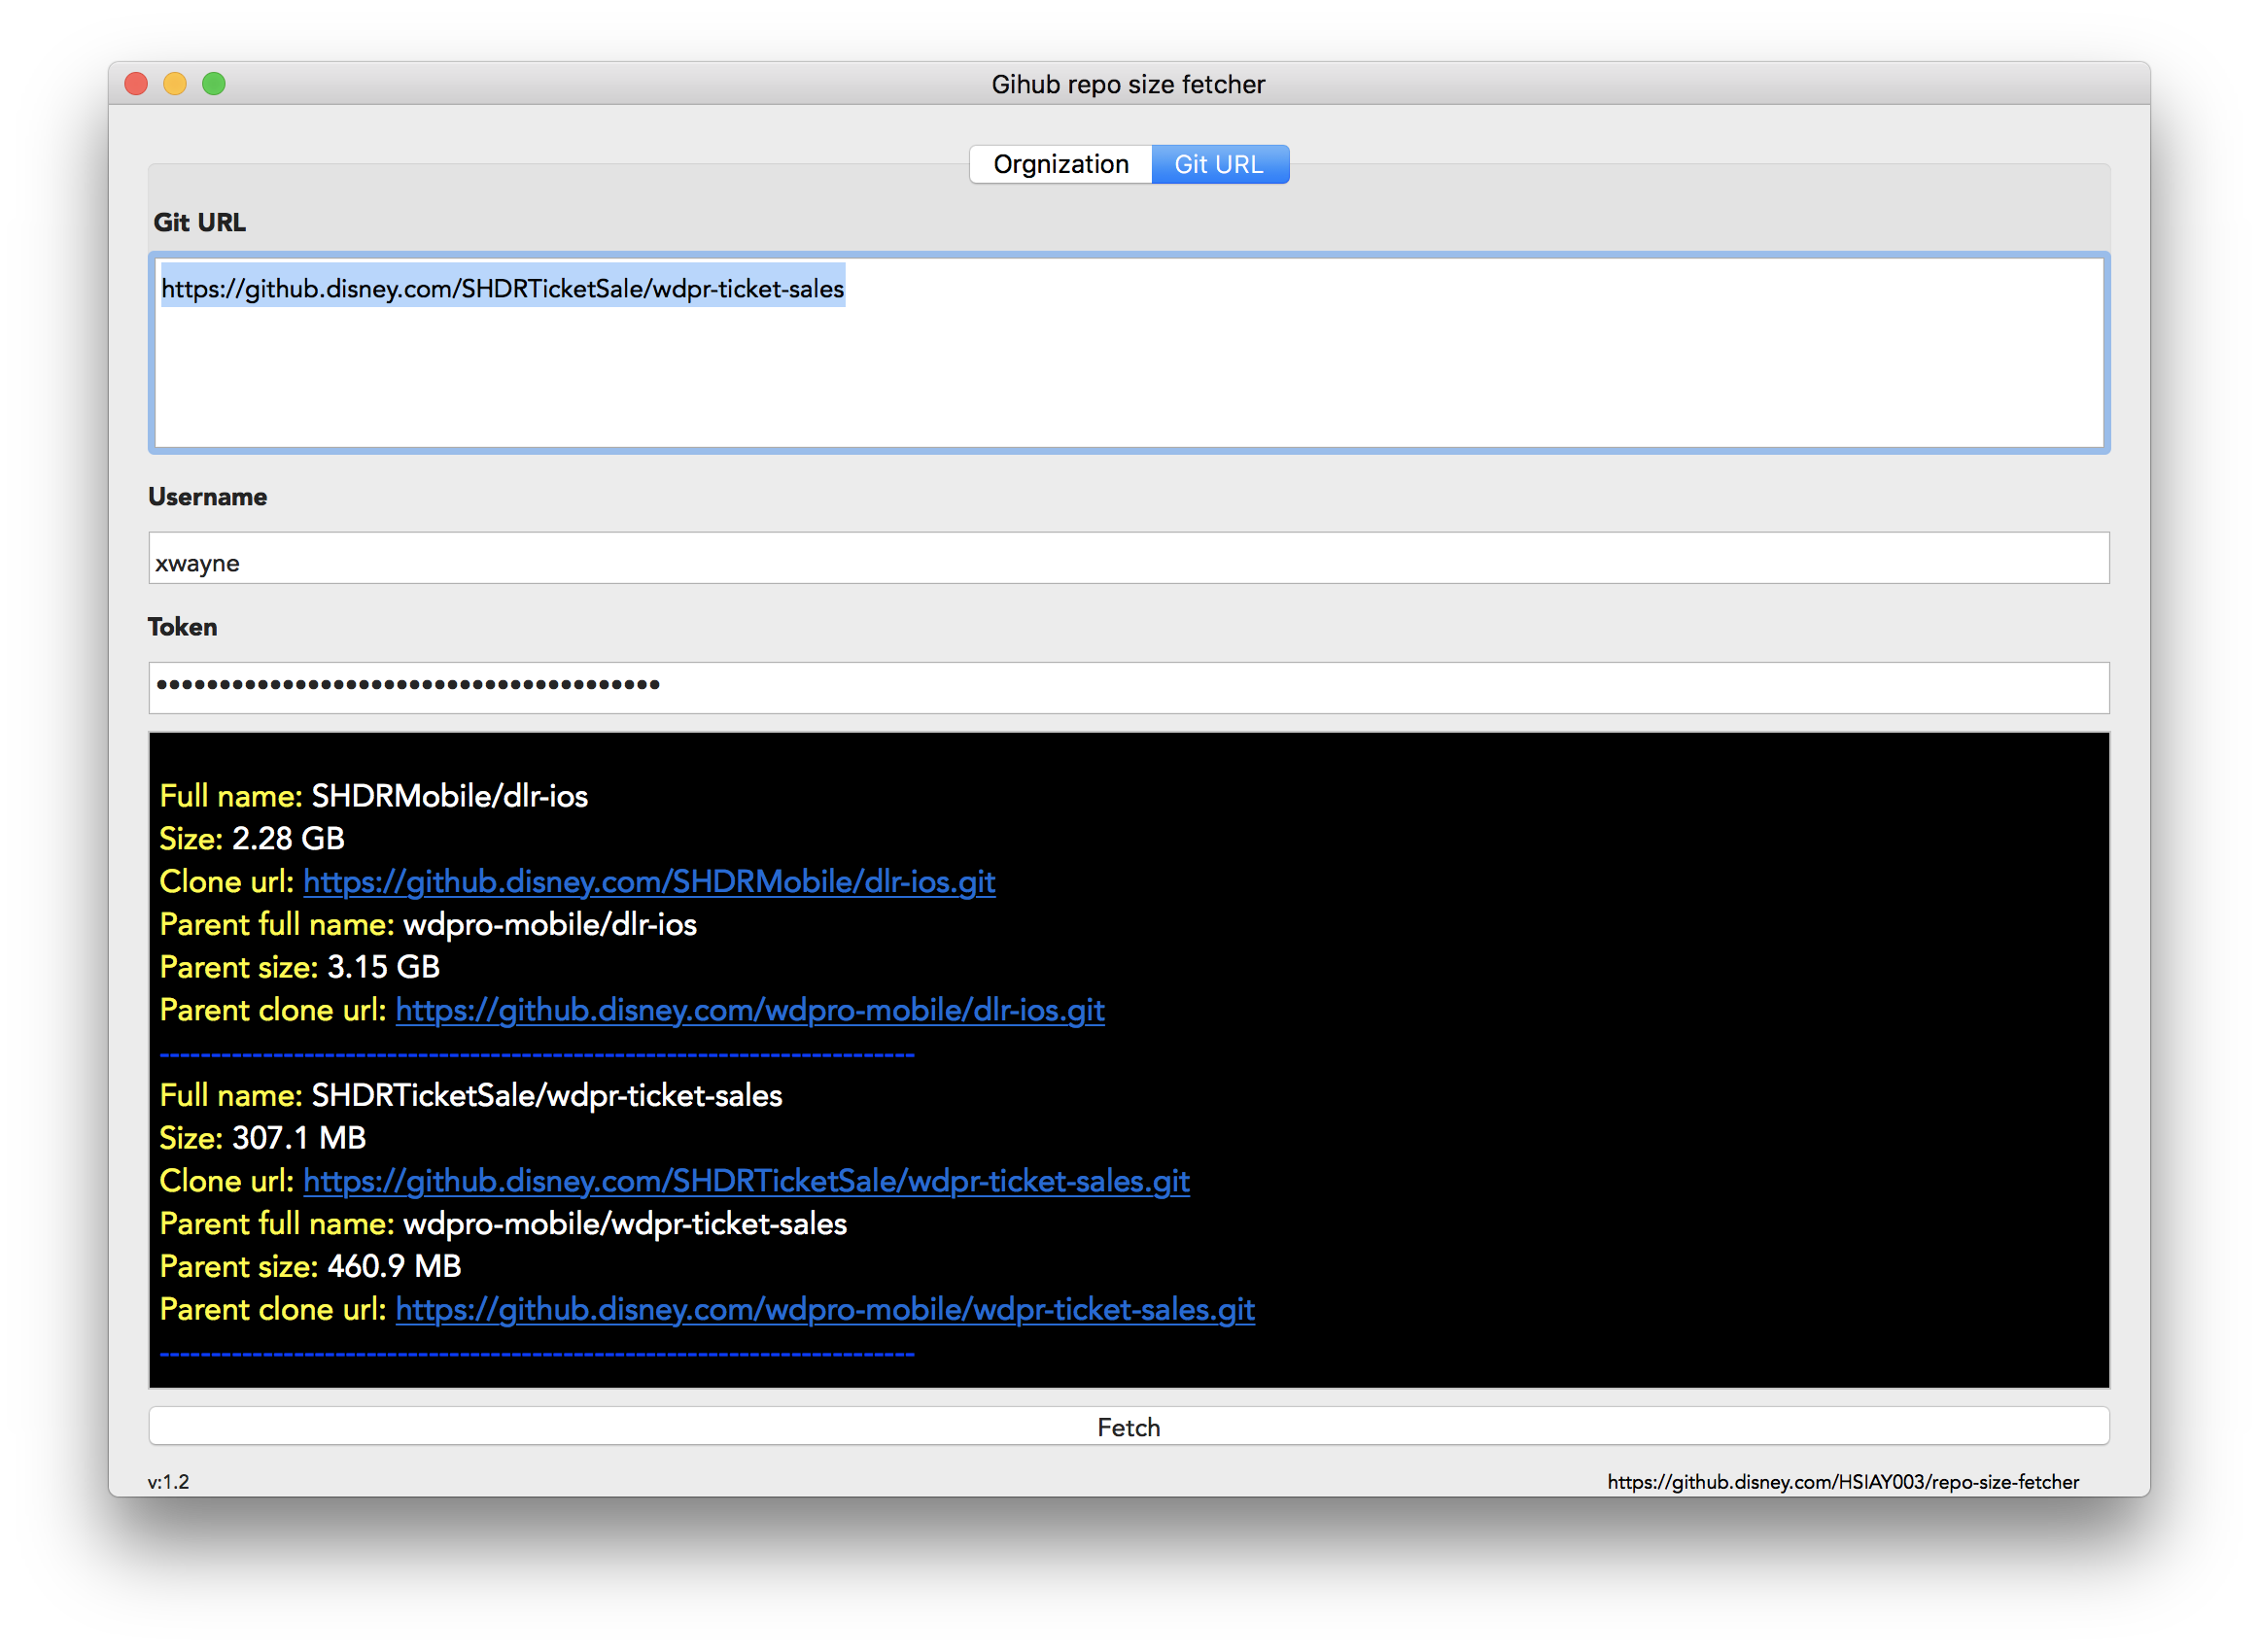 Gihub repo size fetcher
Orgnization Git URL
Git URL
https://github.disney.com/SHDRTicketSale/wdpr-ticket-sales
Username
xwayne
Token
••••••••••••••••••••••••••••••••••••••••
Full name: SHDRMobile/dlr-ios
Size: 2.28 GB
Clone url: https://github.disney.com/SHDRMobile/dlr-ios.git
Parent full name: wdpro-mobile/dlr-ios
Parent size: 3.15 GB
Parent clone url: https://github.disney.com/wdpro-mobile/dlr-ios.git
-------------------------------------------------------------------------
Full name: SHDRTicketSale/wdpr-ticket-sales
Size: 307.1 MB
Clone url: https://github.disney.com/SHDRTicketSale/wdpr-ticket-sales.git
Parent full name: wdpro-mobile/wdpr-ticket-sales
Parent size: 460.9 MB
Parent clone url: https://github.disney.com/wdpro-mobile/wdpr-ticket-sales.git
-------------------------------------------------------------------------
Fetch
v:1.2 https://github.disney.com/HSIAY003/repo-size-fetcher